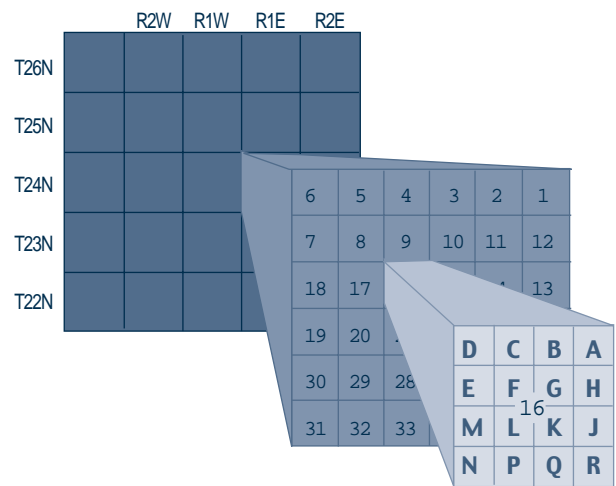 R2W R1W R1E R2E
T26N
T25N
T24N
T23N
T22N
6 5 4 3 2 1
7 8 9 10 11 12
18 17 13
19 20
30 29 28
31 32 33
D C B A
E F G H
16
M L K J
N P Q R